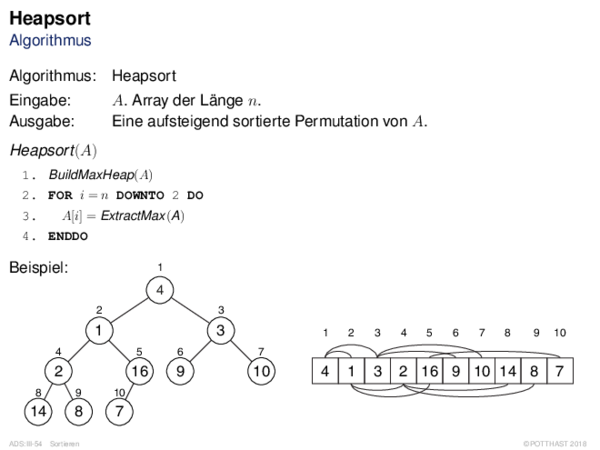 Heapsort
Algorithmus
Algorithmus: Heapsort
Eingabe: A. Array der Länge n.
Ausgabe: Eine aufsteigend sortierte Permutation von A.
Heapsort(A)
1. BuildMaxHeap(A)
2. FOR i = n DOWNTO 2 DO
3. A[i] = ExtractMax(A)
4. ENDDO
Beispiel:
1
4
2 3
1 3
4 5 6 7
2 16 9 10
8 9 10
14 8 7
1 2 3 4 5 6 7 8 9 10
4 1 3 2 16 9 10 14 8 7
ADS:III-54 Sortieren
© POTTHAST 2018